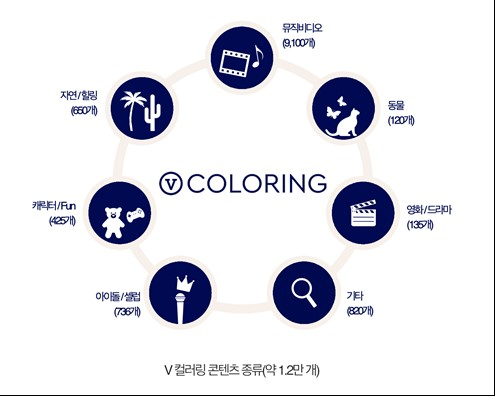 뮤직비디오
(9,100개)
자연/힐링
(650개)
동물
(120개)
V COLORING
캐릭터/Fun
(425개)
영화/드라마
(135개)
아이돌/셀럽
(736개)
기타
(820개)
V 컬러링 콘텐츠 종류(약 1.2만 개)